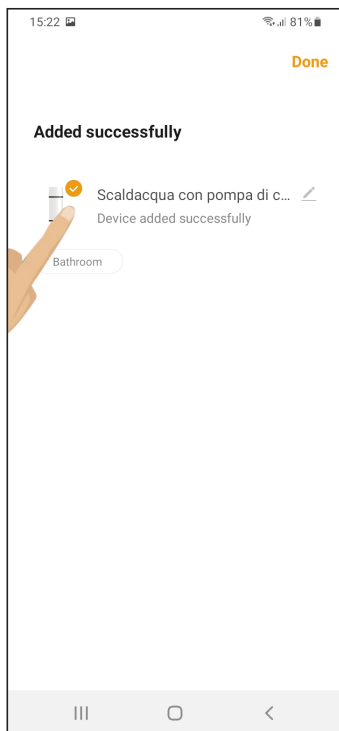 15:22 81%
Done
Added successfully
Scaldacqua con pompa di c...
Device added successfully
Bathroom